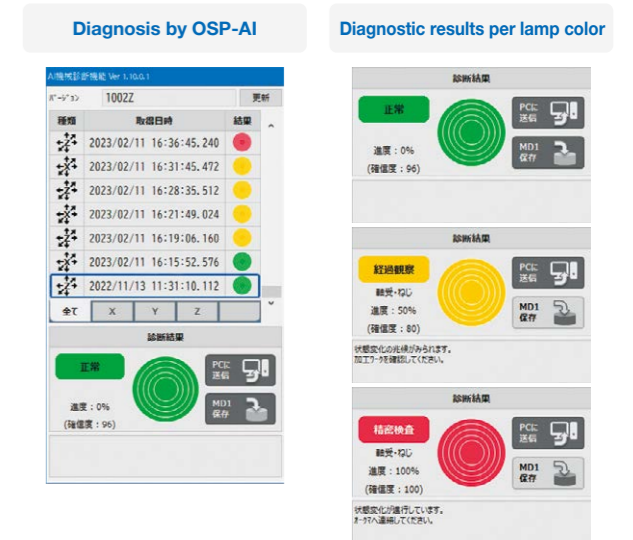 Diagnosis by OSP-AI
AI機械診断機能 Ver 1.10.0.1
バージョン 1002Z 更新
種類 取得日時 結果
Z 2023/02/11 16:36:45.240
X 2023/02/11 16:31:45.472
Z 2023/02/11 16:28:35.512
X 2023/02/11 16:21:49.024
Z 2023/02/11 16:19:06.160
X 2023/02/11 16:15:52.576
Z 2022/11/13 11:31:10.112
全て X Y Z
診断結果
正常
PCに
送信
進度：0%
(確信度：96)
MD1
保存
Diagnostic results per lamp color
診断結果
正常
PCに
送信
進度：0%
(確信度：96)
MD1
保存
診断結果
経過観察
PCに
送信
軸受・ねじ
進度：50%
(確信度：80)
MD1
保存
状態変化の兆候がみられます。
加工ワークを確認してください。
診断結果
精密検査
PCに
送信
軸受・ねじ
進度：100%
(確信度：100)
MD1
保存
状態変化が進行しています。
オークマへ連絡してください。